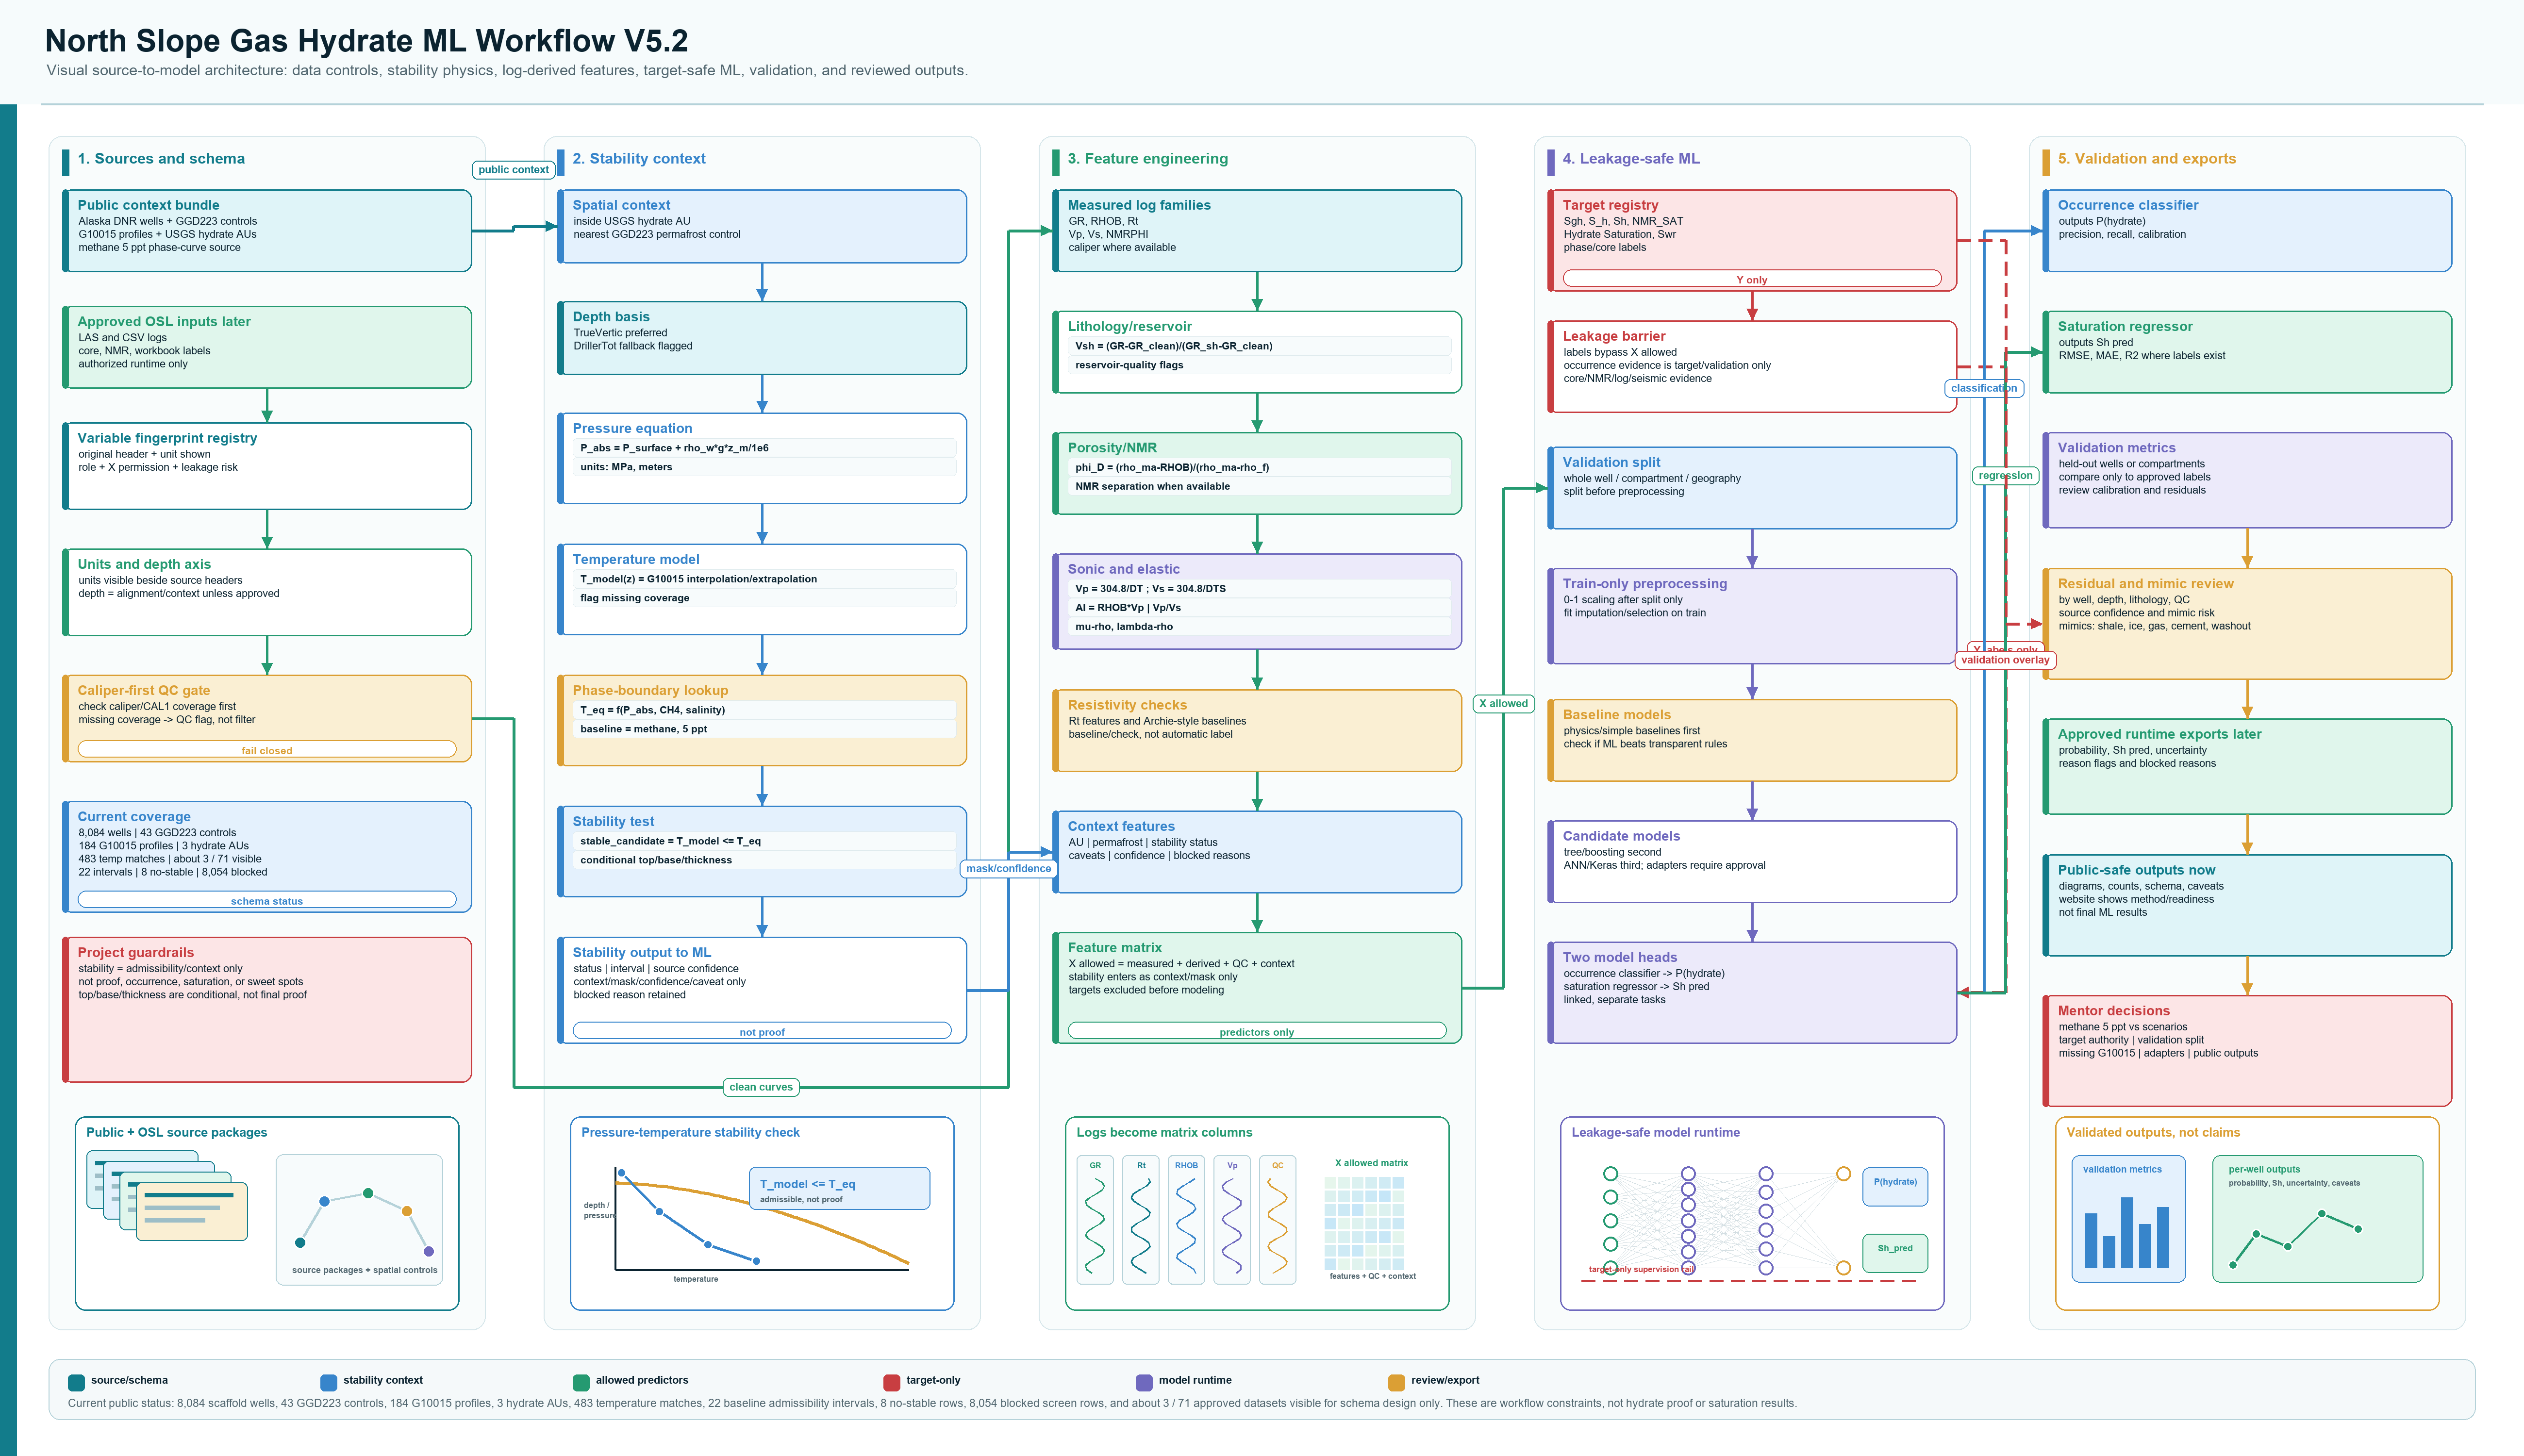 North Slope Gas Hydrate ML Workflow V5.2
Visual source-to-model architecture: data controls, stability physics, log-derived features, target-safe ML, validation, and reviewed outputs.
1. Sources and schema
Public context bundle
Alaska DNR wells + GGD223 controls
G10015 profiles + USGS hydrate AUs
methane 5 ppt phase-curve source
Approved OSL inputs later
LAS and CSV logs
core, NMR, workbook labels
authorized runtime only
Variable fingerprint registry
original header + unit shown
role + X permission + leakage risk
Units and depth axis
units visible beside source headers
depth = alignment/context unless approved
Caliper-first QC gate
check caliper/CAL1 coverage first
missing coverage -> QC flag, not filter
fail closed
Current coverage
8,084 wells | 43 GGD223 controls
184 G10015 profiles | 3 hydrate AUs
483 temp matches | about 3 / 71 visible
22 intervals | 8 no-stable | 8,054 blocked
schema status
Project guardrails
stability = admissibility/context only
not proof, occurrence, saturation, or sweet spots
top/base/thickness are conditional, not final proof
Public + OSL source packages
source packages + spatial controls
public context
2. Stability context
Spatial context
inside USGS hydrate AU
nearest GGD223 permafrost control
Depth basis
TrueVertic preferred
DrillerTot fallback flagged
Pressure equation
P_abs = P_surface + rho_w*g*z_m/1e6
units: MPa, meters
Temperature model
T_model(z) = G10015 interpolation/extrapolation
flag missing coverage
Phase-boundary lookup
T_eq = f(P_abs, CH4, salinity)
baseline = methane, 5 ppt
Stability test
stable_candidate = T_model <= T_eq
conditional top/base/thickness
Stability output to ML
status | interval | source confidence
context/mask/confidence/caveat only
blocked reason retained
not proof
clean curves
Pressure-temperature stability check
T_model <= T_eq
admissible, not proof
depth /
pressure
temperature
mask/confidence
3. Feature engineering
Measured log families
GR, RHOB, Rt
Vp, Vs, NMRPHI
caliper where available
Lithology/reservoir
Vsh = (GR-GR_clean)/(GR_sh-GR_clean)
reservoir-quality flags
Porosity/NMR
phi_D = (rho_ma-RHOB)/(rho_ma-rho_f)
NMR separation when available
Sonic and elastic
Vp = 304.8/DT ; Vs = 304.8/DTS
AI = RHOB*Vp | Vp/Vs
mu-rho, lambda-rho
Resistivity checks
Rt features and Archie-style baselines
baseline/check, not automatic label
Context features
AU | permafrost | stability status
caveats | confidence | blocked reasons
Feature matrix
X allowed = measured + derived + QC + context
stability enters as context/mask only
targets excluded before modeling
predictors only
Logs become matrix columns
GR
Rt
RHOB
Vp
QC
X allowed matrix
features + QC + context
X allowed
4. Leakage-safe ML
Target registry
Sgh, S_h, Sh, NMR_SAT
Hydrate Saturation, Swr
phase/core labels
Y only
Leakage barrier
labels bypass X allowed
occurrence evidence is target/validation only
core/NMR/log/seismic evidence
Validation split
whole well / compartment / geography
split before preprocessing
Train-only preprocessing
0-1 scaling after split only
fit imputation/selection on train
Baseline models
physics/simple baselines first
check if ML beats transparent rules
Candidate models
tree/boosting second
ANN/Keras third; adapters require approval
Two model heads
occurrence classifier -> P(hydrate)
saturation regressor -> Sh pred
linked, separate tasks
Leakage-safe model runtime
P(hydrate)
Sh_pred
target-only supervision rail
classification
regression
Y labels only
validation overlay
5. Validation and exports
Occurrence classifier
outputs P(hydrate)
precision, recall, calibration
Saturation regressor
outputs Sh pred
RMSE, MAE, R2 where labels exist
Validation metrics
held-out wells or compartments
compare only to approved labels
review calibration and residuals
Residual and mimic review
by well, depth, lithology, QC
source confidence and mimic risk
mimics: shale, ice, gas, cement, washout
Approved runtime exports later
probability, Sh pred, uncertainty
reason flags and blocked reasons
Public-safe outputs now
diagrams, counts, schema, caveats
website shows method/readiness
not final ML results
Mentor decisions
methane 5 ppt vs scenarios
target authority | validation split
missing G10015 | adapters | public outputs
Validated outputs, not claims
validation metrics
per-well outputs
probability, Sh, uncertainty, caveats
source/schema
stability context
allowed predictors
target-only
model runtime
review/export
Current public status: 8,084 scaffold wells, 43 GGD223 controls, 184 G10015 profiles, 3 hydrate AUs, 483 temperature matches, 22 baseline admissibility intervals, 8 no-stable rows, 8,054 blocked screen rows, and about 3 / 71 approved datasets visible for schema design only. These are workflow constraints, not hydrate proof or saturation results.